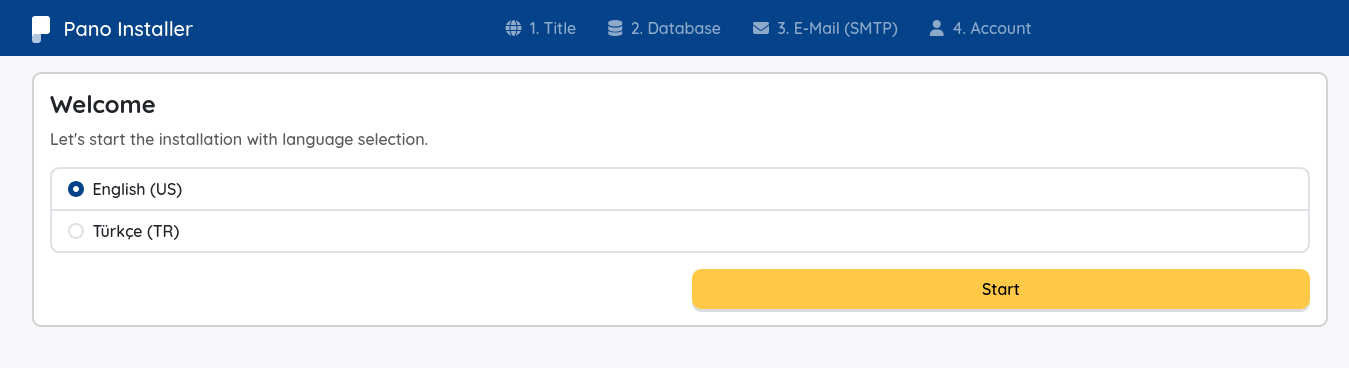 Pano Installer
1. Title
2. Database
3. E-Mail (SMTP)
4. Account
Welcome
Let's start the installation with language selection.
English (US)
Türkçe (TR)
Start